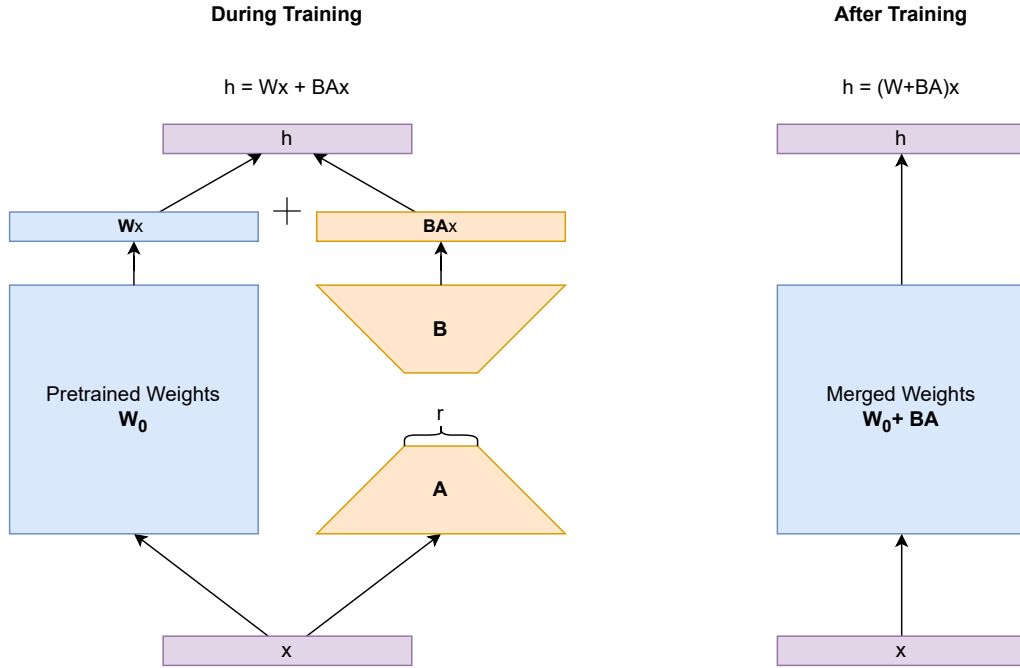 During Training
After Training
h = Wx + BAx
h = (W+BA)x
h
h
Wx
+
BAx
B
Pretrained Weights
W₀
r
Merged Weights
W₀+ BA
A
x
x